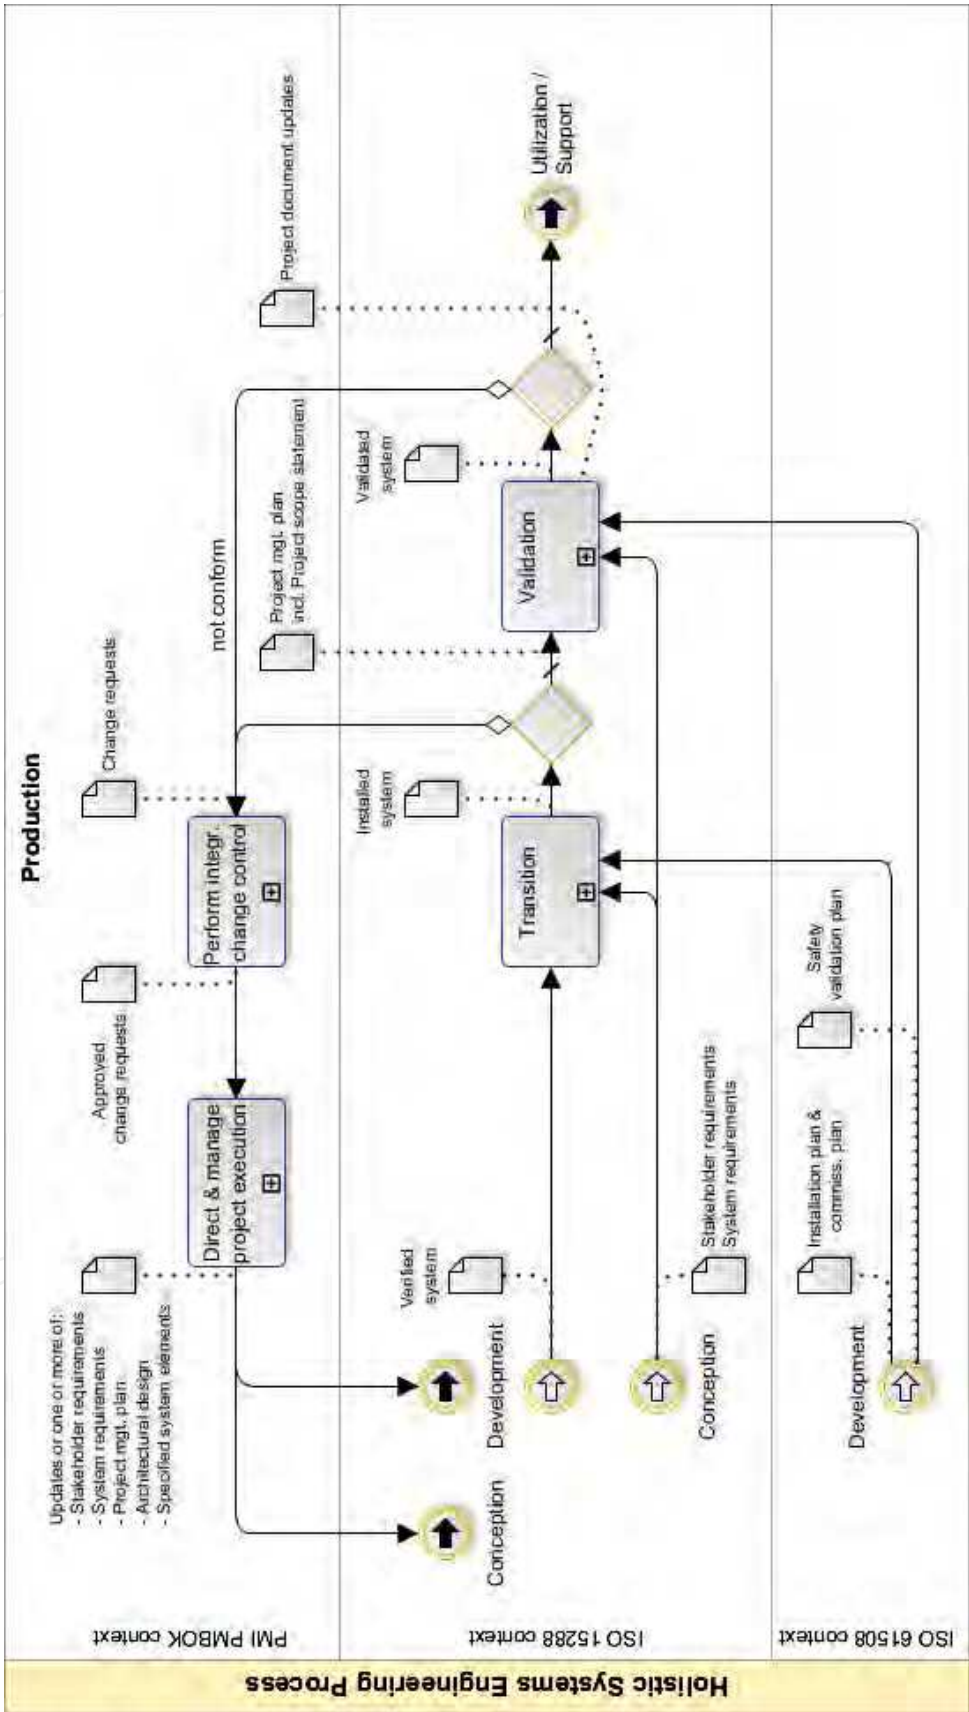 Production
Holistic Systems Engineering Process
PMI PMBOK context
Updates or one or more of:
- Stakeholder requirements
- System requirements
- Project mgt. plan
- Architectural design
- Specified system elements
Direct & manage
project execution
Approved
change requests
Perform integr.
change control
Change requests
not conform
Project mgt. plan
incl. Project scope statement
Project document updates
ISO 15288 context
Conception
Development
Verified
system
Transition
Installed
system
Validation
Validated
system
Utilization /
Support
Conception
Stakeholder requirements
System requirements
ISO 61508 context
Development
Installation plan &
commiss. plan
Safety
validation plan